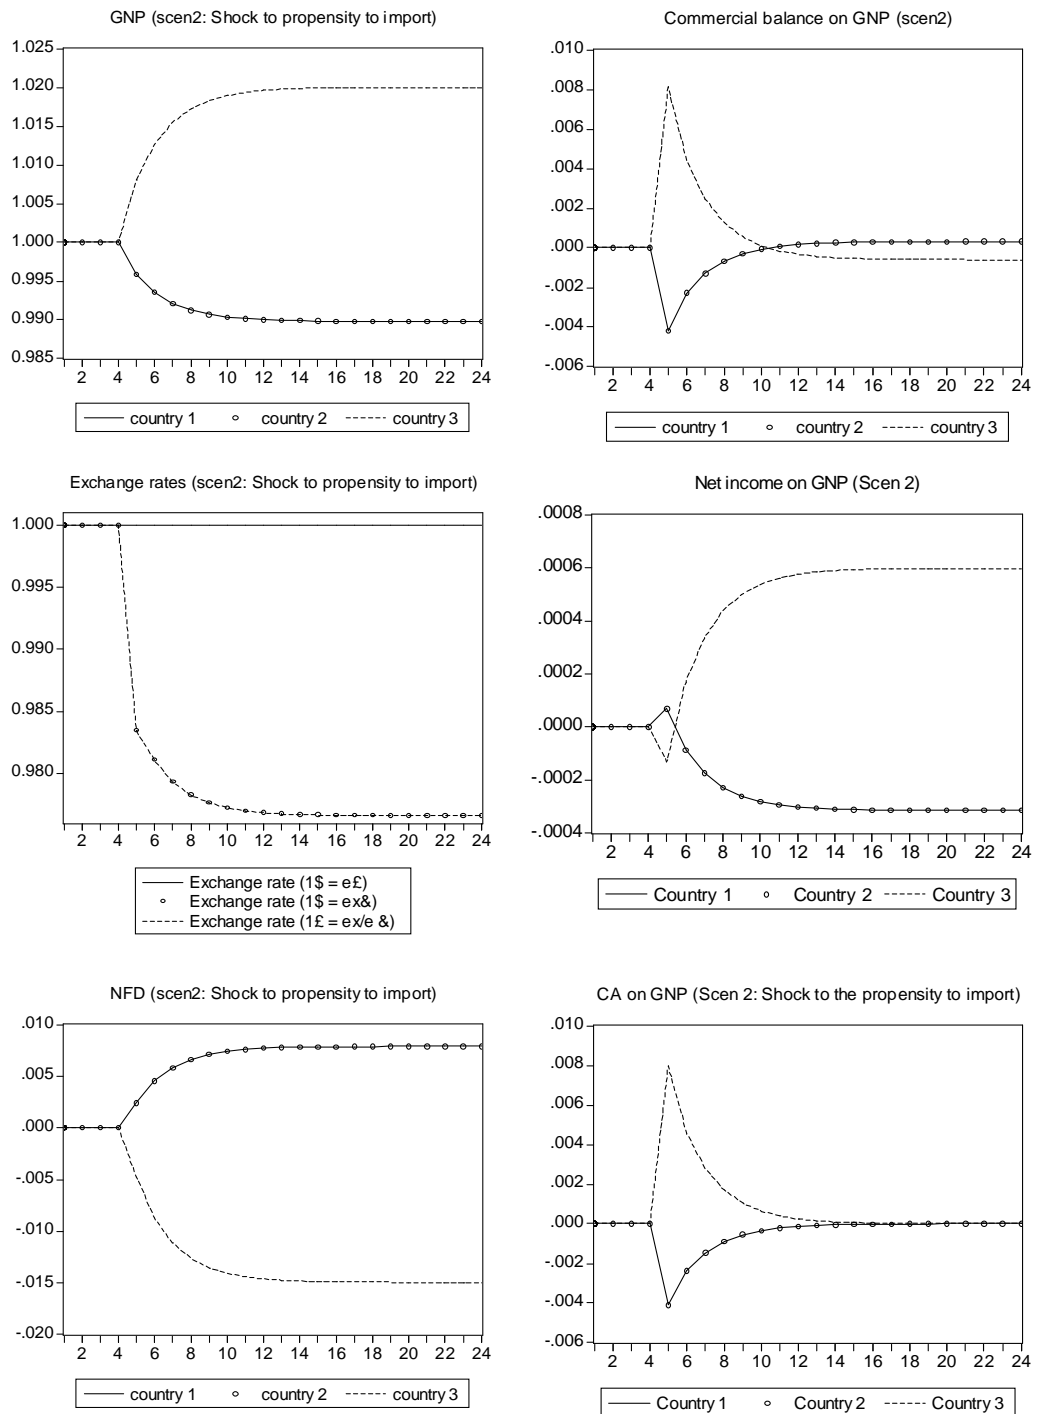 GNP (scen2: Shock to propensity to import)
1.025
1.020
1.015
1.010
1.005
1.000
0.995
0.990
0.985
2 4 6 8 10 12 14 16 18 20 22 24
country 1 country 2 country 3
Commercial balance on GNP (scen2)
.010
.008
.006
.004
.002
.000
-.002
-.004
-.006
2 4 6 8 10 12 14 16 18 20 22 24
country 1 country 2 country 3
Exchange rates (scen2: Shock to propensity to import)
1.000
0.995
0.990
0.985
0.980
2 4 6 8 10 12 14 16 18 20 22 24
Exchange rate (1$ = e£)
Exchange rate (1$ = ex&)
Exchange rate (1£ = ex/e &)
Net income on GNP (Scen 2)
.0008
.0006
.0004
.0002
.0000
-.0002
-.0004
2 4 6 8 10 12 14 16 18 20 22 24
Country 1 Country 2 Country 3
NFD (scen2: Shock to propensity to import)
.010
.005
.000
-.005
-.010
-.015
-.020
2 4 6 8 10 12 14 16 18 20 22 24
country 1 country 2 country 3
CA on GNP (Scen 2: Shock to the propensity to import)
.010
.008
.006
.004
.002
.000
-.002
-.004
-.006
2 4 6 8 10 12 14 16 18 20 22 24
Country 1 Country 2 Country 3